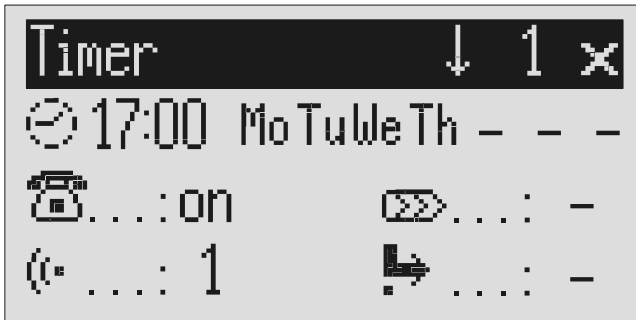 Timer ↓ 1 x
17:00 MoTuWeTh – – –
...: on ...: –
...: 1 ...: –